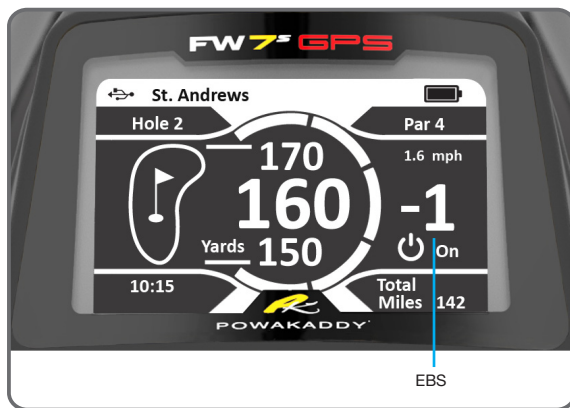 FW7s GPS
St. Andrews
Hole 2
Par 4
170
1.6 mph
160
-1
Yards 150
On
10:15
Total
Miles 142
POWAKADDY
EBS